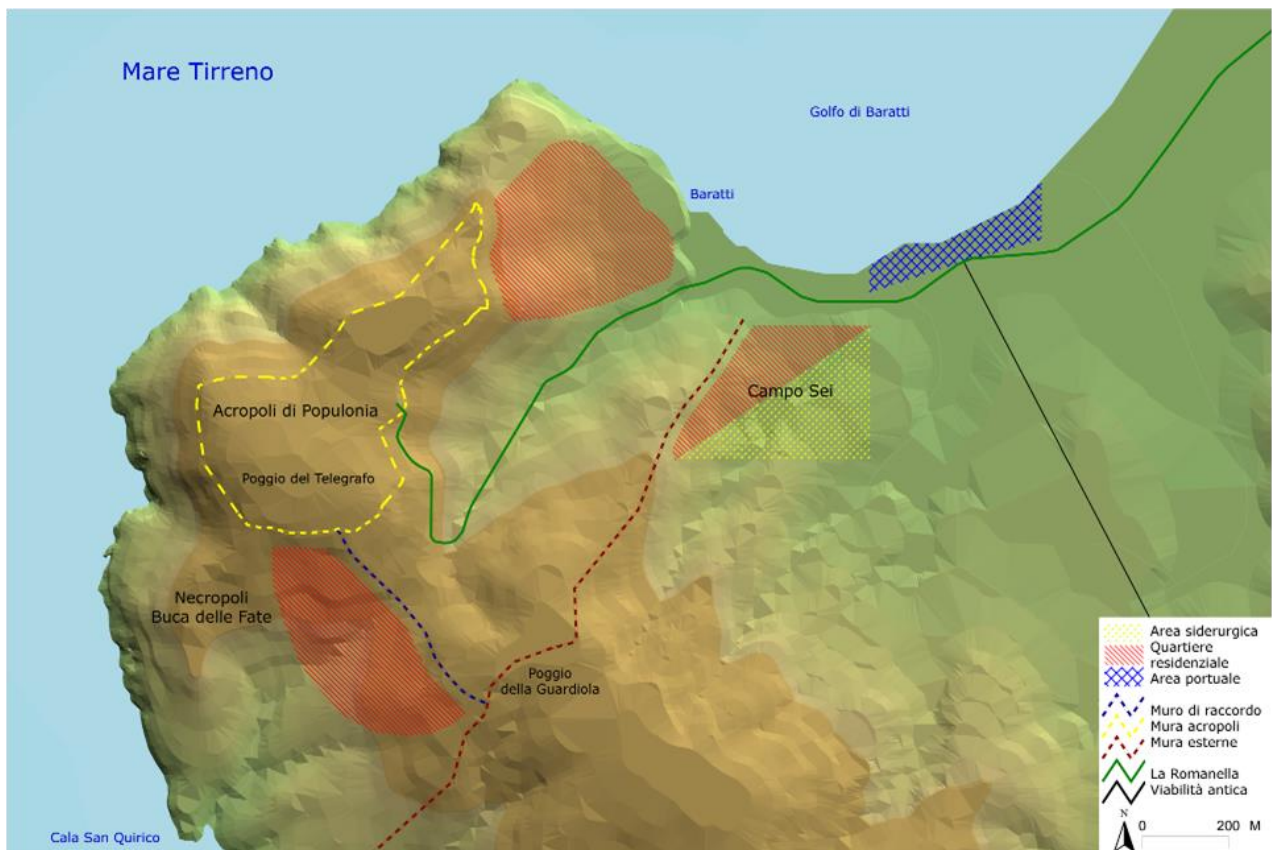 Mare Tirreno
Golfo di Baratti
Baratti
Campo Sei
Acropoli di Populonia
Poggio del Telegrafo
Necropoli
Buca delle Fate
Poggio
della Guardiola
Cala San Quirico
Area siderurgica
Quartiere
residenziale
Area portuale
Muro di raccordo
Mura acropoli
Mura esterne
La Romanella
Viabilità antica
N
0 200 M